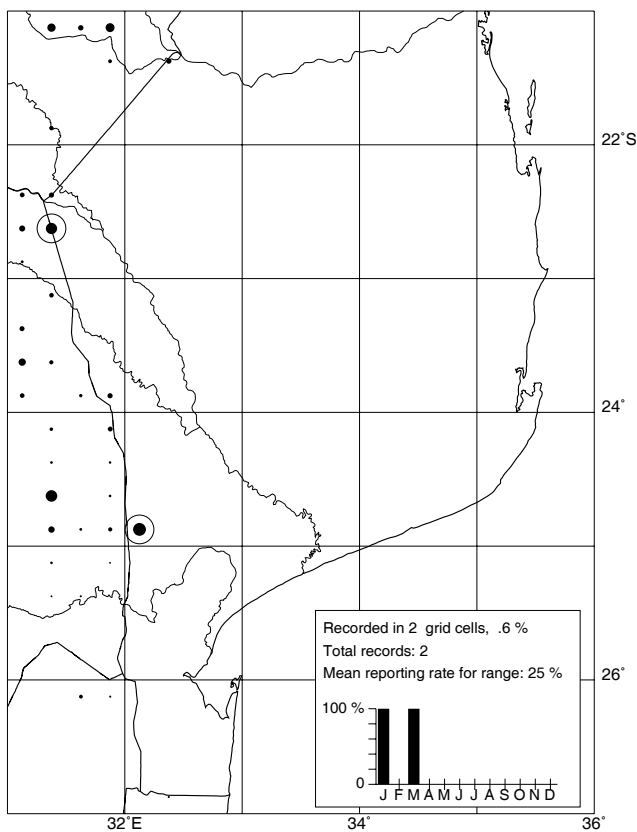 22°S
24°
Recorded in 2 grid cells, .6 %
Total records: 2
Mean reporting rate for range: 25 %
26°
100 %
0
J F M A M J J A S O N D
32°E 34° 36°